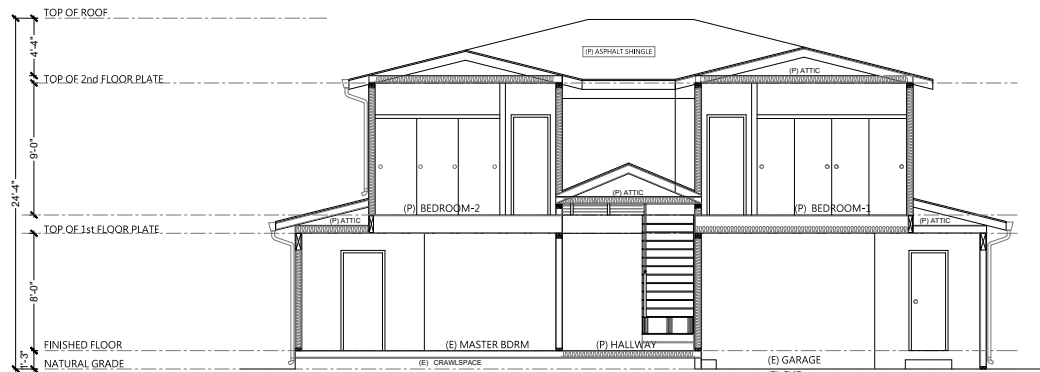 TOP OF ROOF
4'-4"
(P) ASPHALT SHINGLE
TOP OF 2nd FLOOR PLATE
(P) ATTIC
9'-0"
24'-4"
(P) ATTIC
(P) BEDROOM-2
(P) BEDROOM-1
(P) ATTIC
(P) ATTIC
TOP OF 1st FLOOR PLATE
8'-0"
FINISHED FLOOR
(E) MASTER BDRM
(P) HALLWAY
1'-3"
NATURAL GRADE
(E) CRAWLSPACE
(E) GARAGE